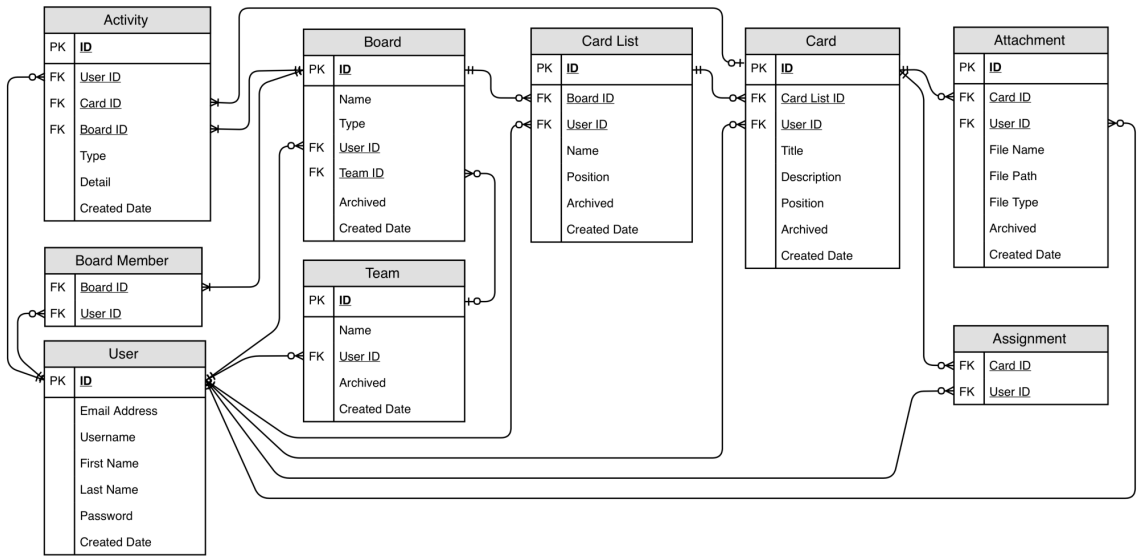 Activity
PK ID
FK User ID
FK Card ID
FK Board ID
Type
Detail
Created Date
Board
PK ID
Name
Type
FK User ID
FK Team ID
Archived
Created Date
Card List
PK ID
FK Board ID
FK User ID
Name
Position
Archived
Created Date
Card
PK ID
FK Card List ID
FK User ID
Title
Description
Position
Archived
Created Date
Attachment
PK ID
FK Card ID
FK User ID
File Name
File Path
File Type
Archived
Created Date
Board Member
FK Board ID
FK User ID
Team
PK ID
Name
FK User ID
Archived
Created Date
User
PK ID
Email Address
Username
First Name
Last Name
Password
Created Date
Assignment
FK Card ID
FK User ID